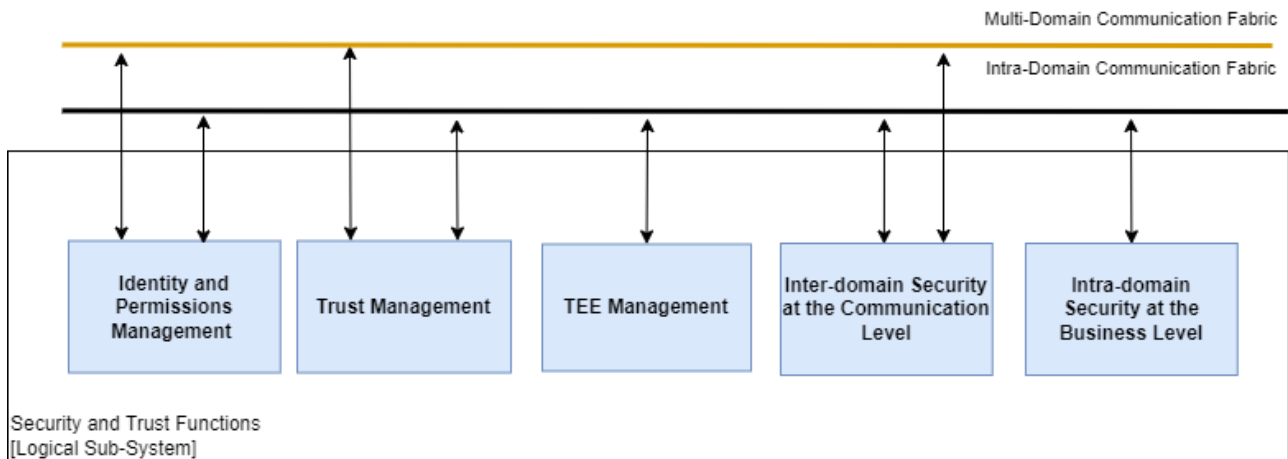 Multi-Domain Communication Fabric
Intra-Domain Communication Fabric
Identity and
Permissions
Management
Trust Management
TEE Management
Inter-domain Security
at the Communication
Level
Intra-domain
Security at the
Business Level
Security and Trust Functions
[Logical Sub-System]